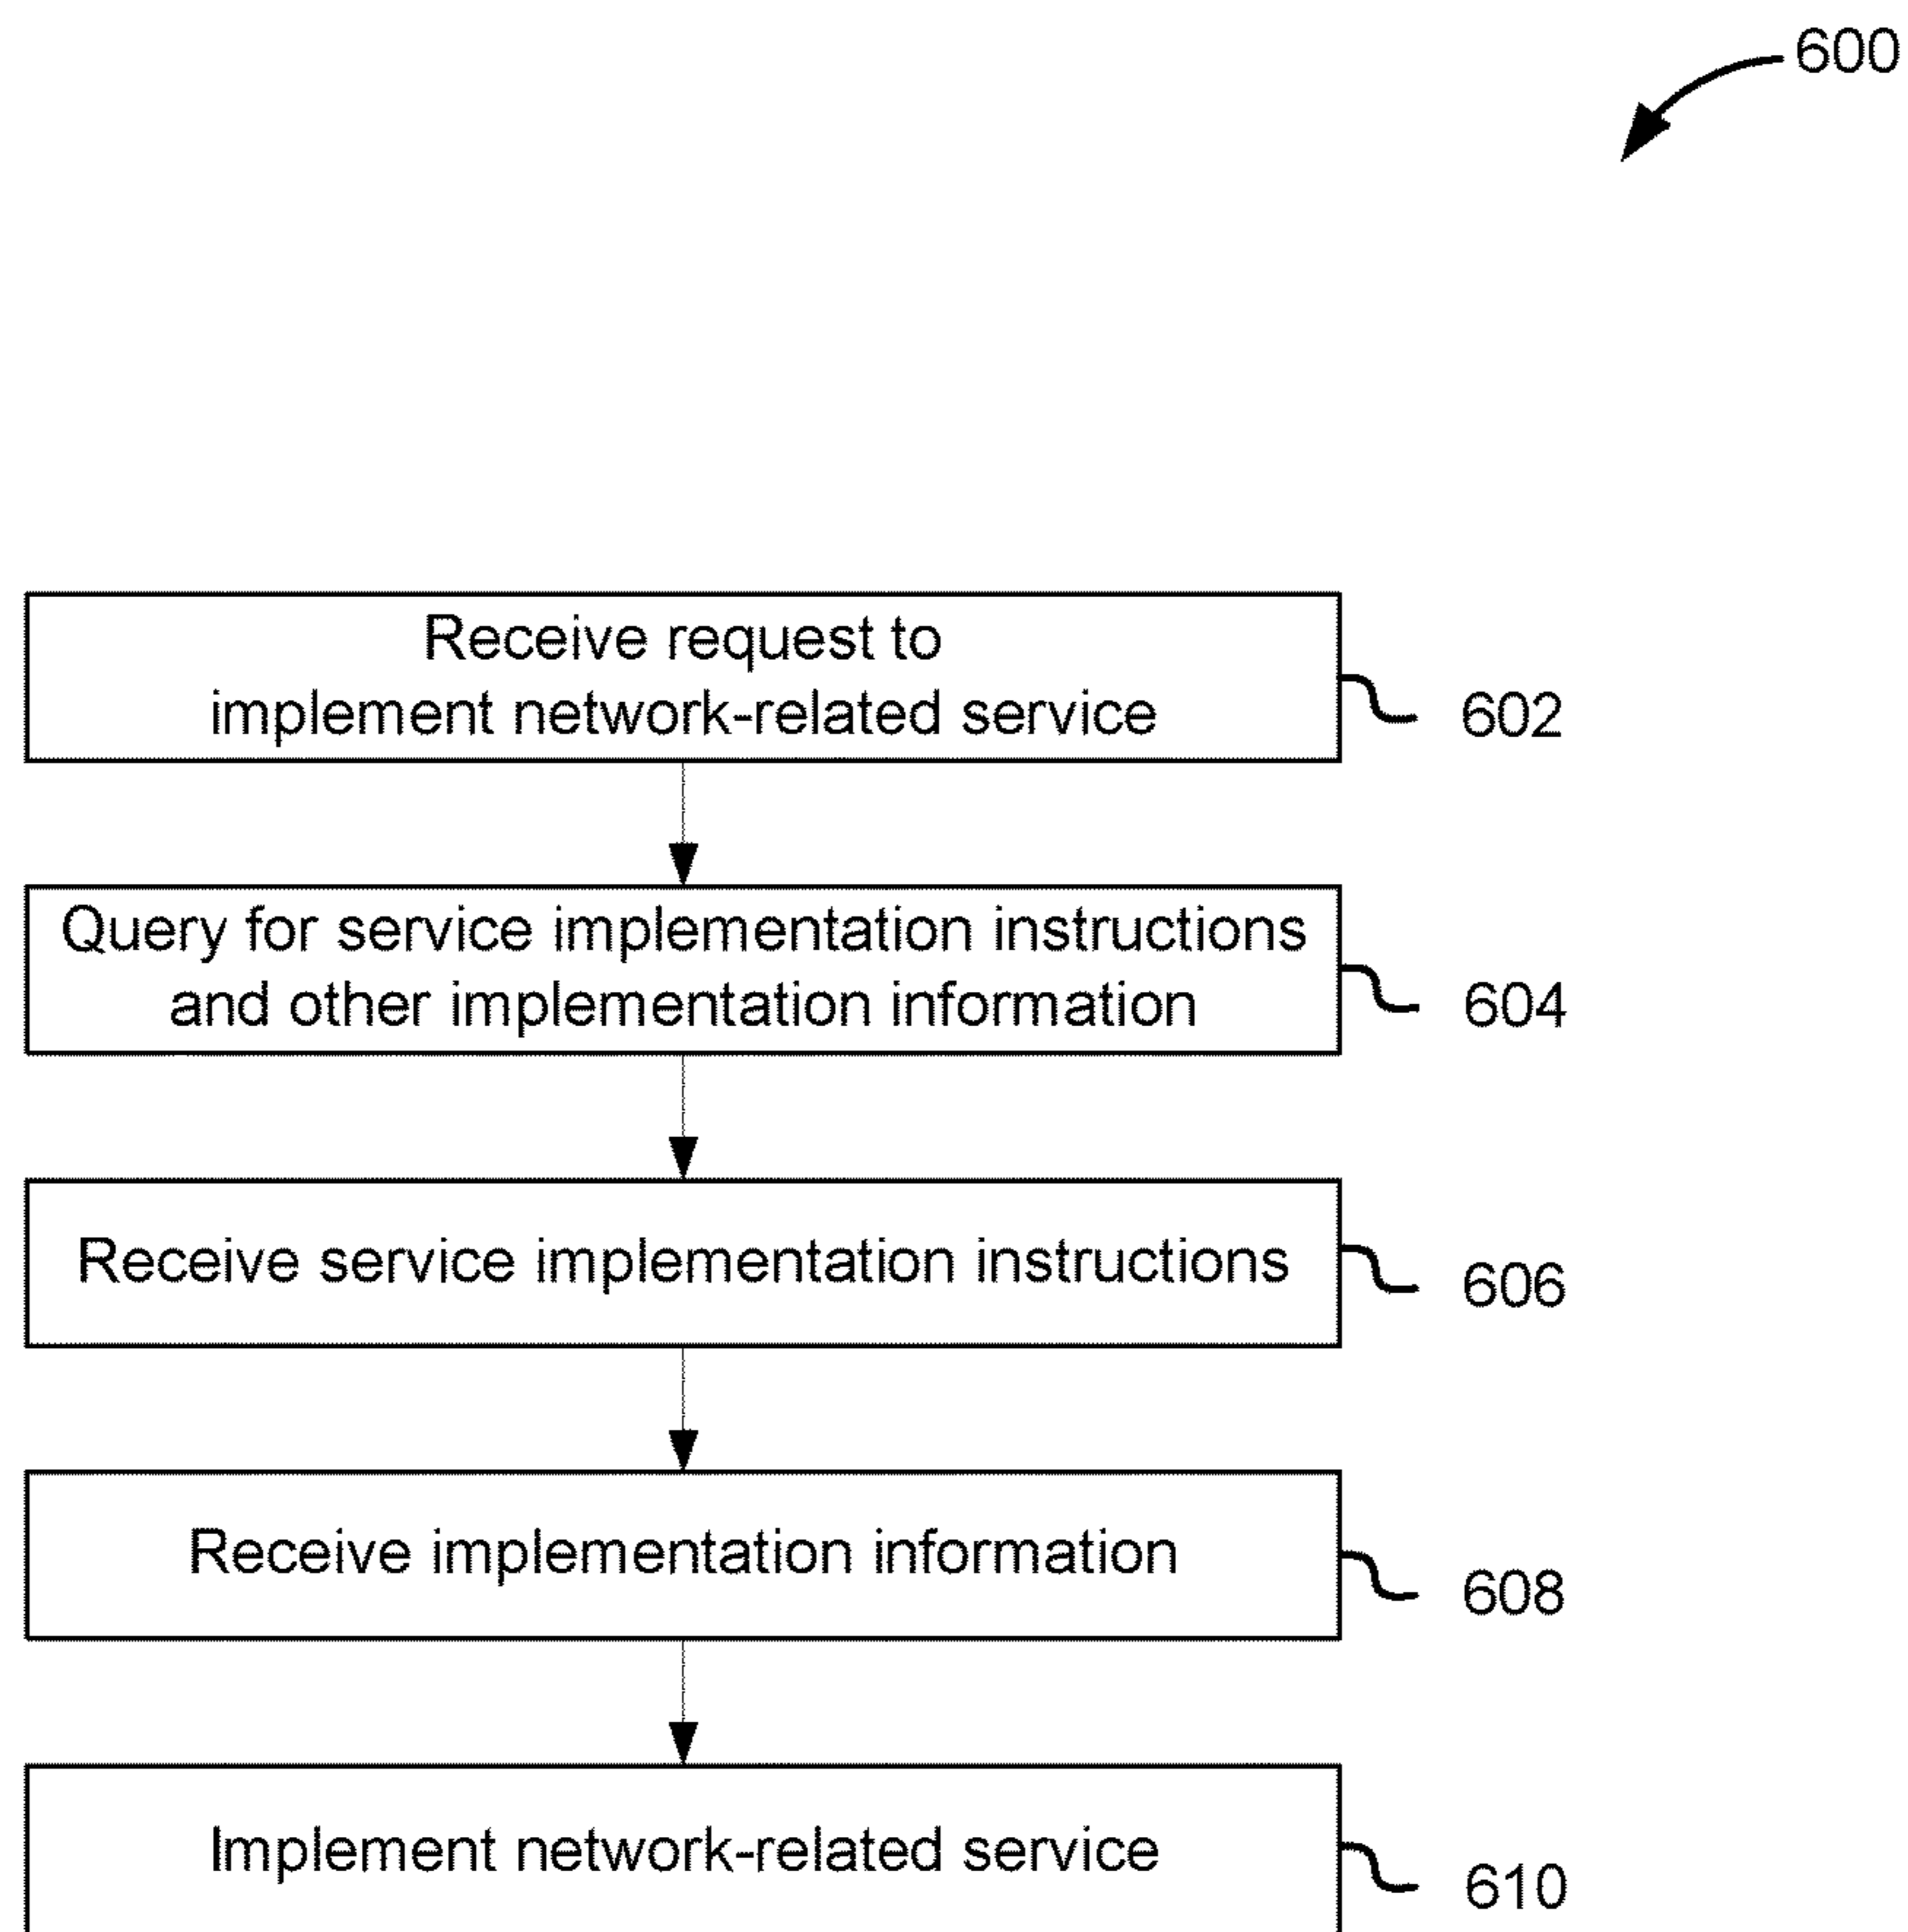 600
Receive request to
implement network-related service
602
Query for service implementation instructions
and other implementation information
604
Receive service implementation instructions
606
Receive implementation information
608
Implement network-related service
610